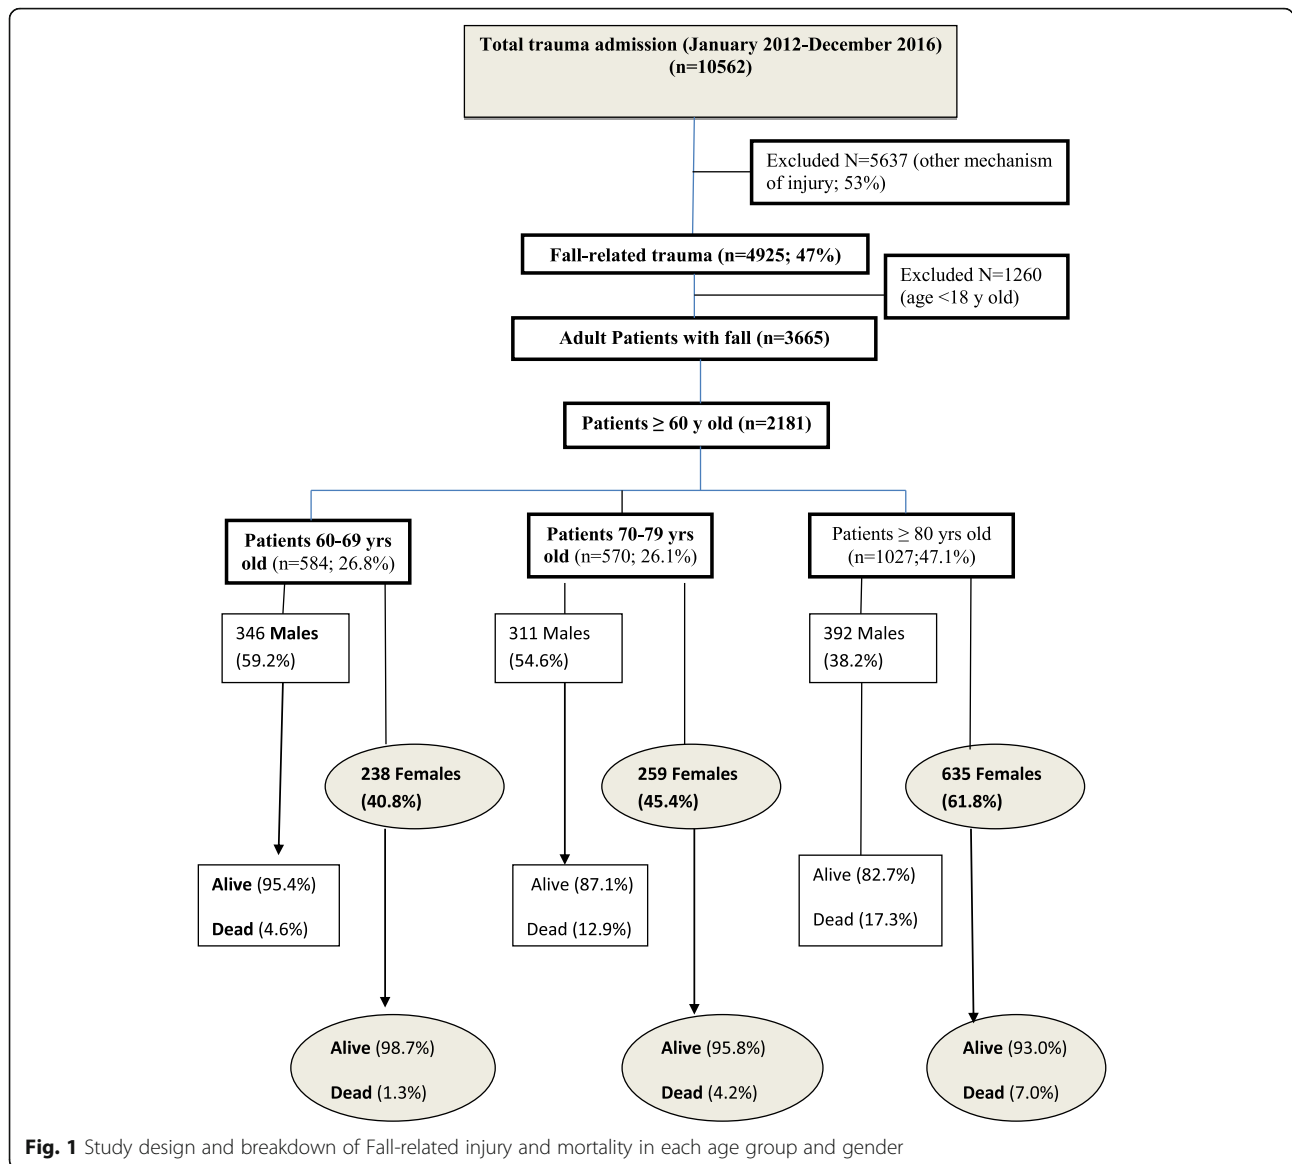 Total trauma admission (January 2012-December 2016)
(n=10562)
Excluded N=5637 (other mechanism
of injury; 53%)
Fall-related trauma (n=4925; 47%)
Excluded N=1260
(age <18 y old)
Adult Patients with fall (n=3665)
Patients ≥ 60 y old (n=2181)
Patients 60-69 yrs
old (n=584; 26.8%)
Patients 70-79 yrs
old (n=570; 26.1%)
Patients ≥ 80 yrs old
(n=1027;47.1%)
346 Males
(59.2%)
311 Males
(54.6%)
392 Males
(38.2%)
238 Females
(40.8%)
259 Females
(45.4%)
635 Females
(61.8%)
Alive (95.4%)
Dead (4.6%)
Alive (87.1%)
Dead (12.9%)
Alive (82.7%)
Dead (17.3%)
Alive (98.7%)
Dead (1.3%)
Alive (95.8%)
Dead (4.2%)
Alive (93.0%)
Dead (7.0%)
Fig. 1 Study design and breakdown of Fall-related injury and mortality in each age group and gender